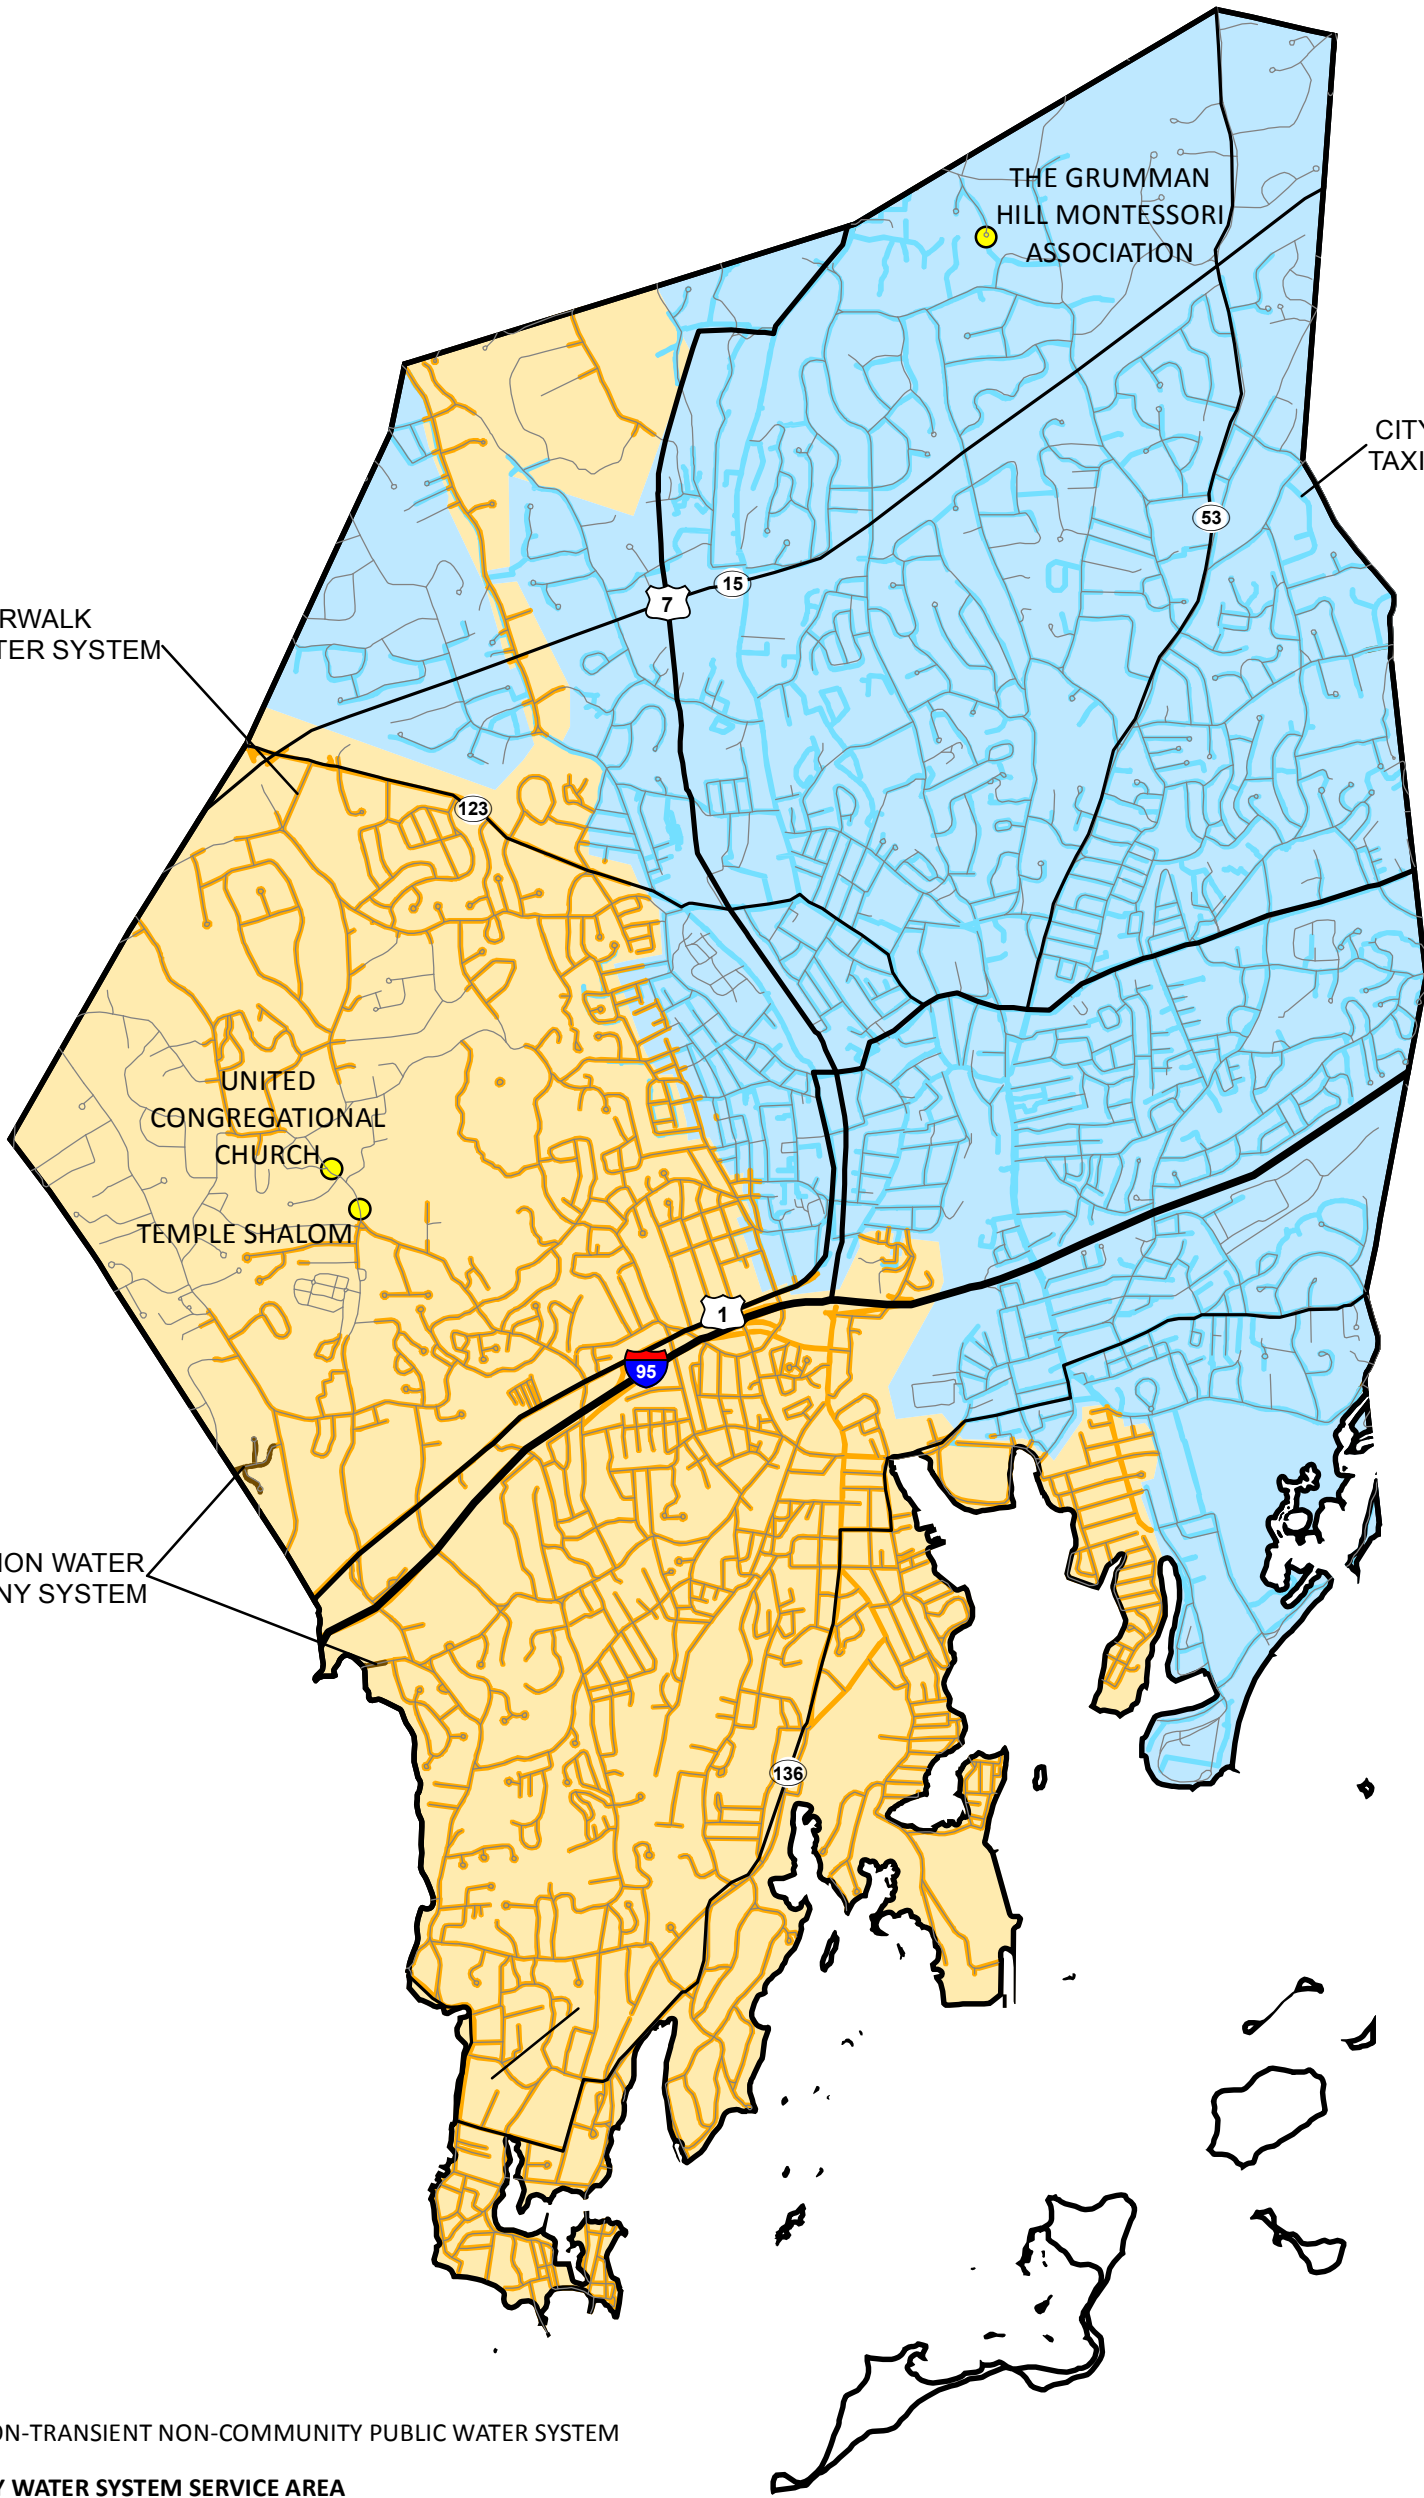 THE GRUMMAN
HILL MONTESSORI
ASSOCIATION
CITY
TAXI
53
15
7
RWALK
TER SYSTEM
123
UNITED
CONGREGATIONAL
CHURCH
TEMPLE SHALOM
1
95
ION WATER
NY SYSTEM
136
ON-TRANSIENT NON-COMMUNITY PUBLIC WATER SYSTEM
Y WATER SYSTEM SERVICE AREA